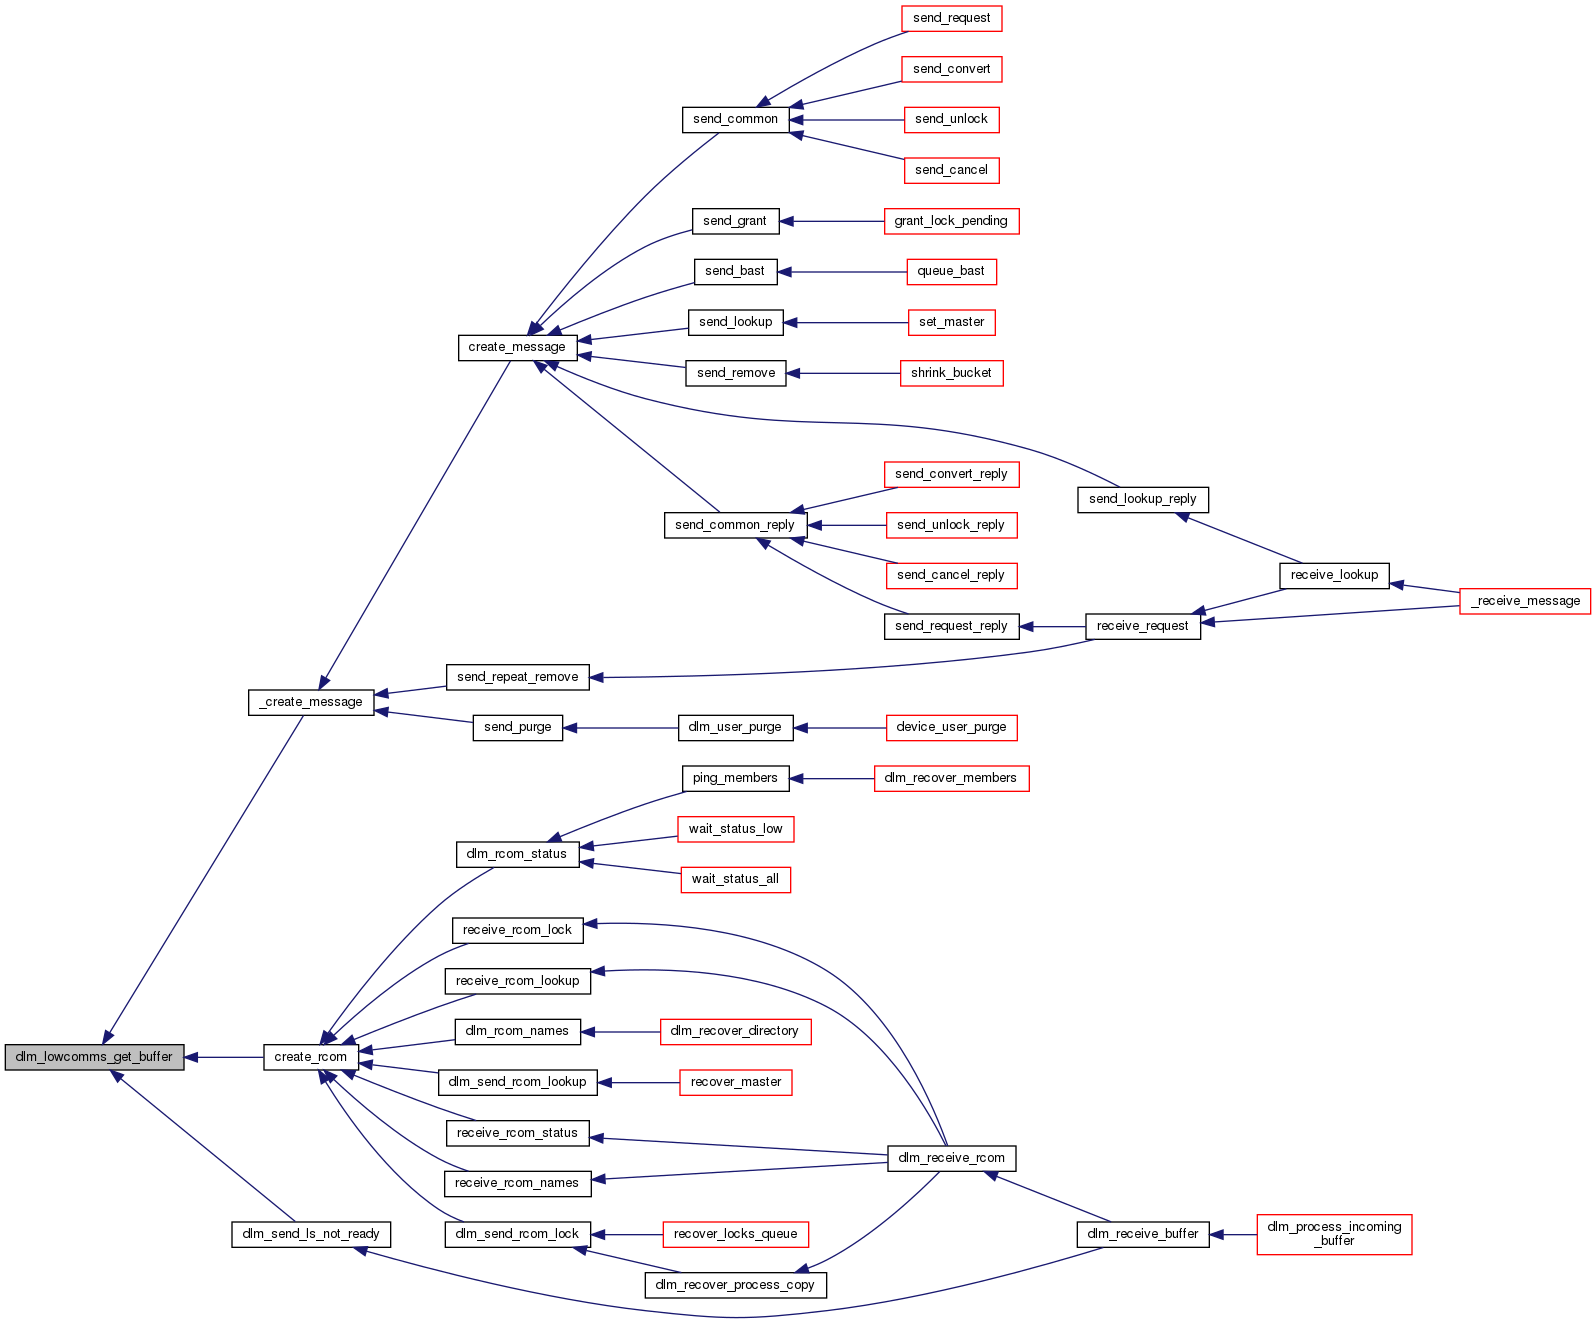 send_request
send_convert
send_common
send_unlock
send_cancel
send_grant
grant_lock_pending
send_bast
queue_bast
send_lookup
set_master
create_message
send_remove
shrink_bucket
send_convert_reply
send_lookup_reply
send_common_reply
send_unlock_reply
send_cancel_reply
receive_lookup
_receive_message
send_request_reply
receive_request
send_repeat_remove
_create_message
send_purge
dlm_user_purge
device_user_purge
ping_members
dlm_recover_members
wait_status_low
dlm_rcom_status
wait_status_all
receive_rcom_lock
receive_rcom_lookup
dlm_rcom_names
dlm_recover_directory
dlm_lowcomms_get_buffer
create_rcom
dlm_send_rcom_lookup
recover_master
receive_rcom_status
dlm_receive_rcom
receive_rcom_names
dlm_send_ls_not_ready
dlm_send_rcom_lock
recover_locks_queue
dlm_receive_buffer
dlm_process_incoming
_buffer
dlm_recover_process_copy